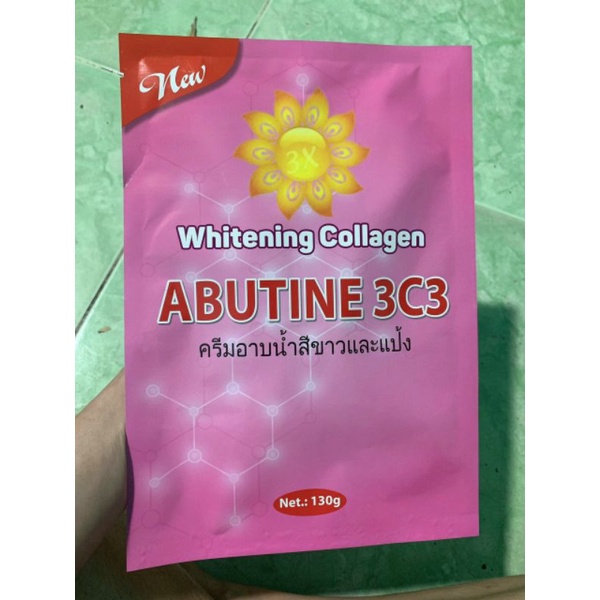 New
3X
Whitening Collagen
ABUTINE 3C3
ครีมอาบน้ำสีขาวและแป้ง
Net.: 130g